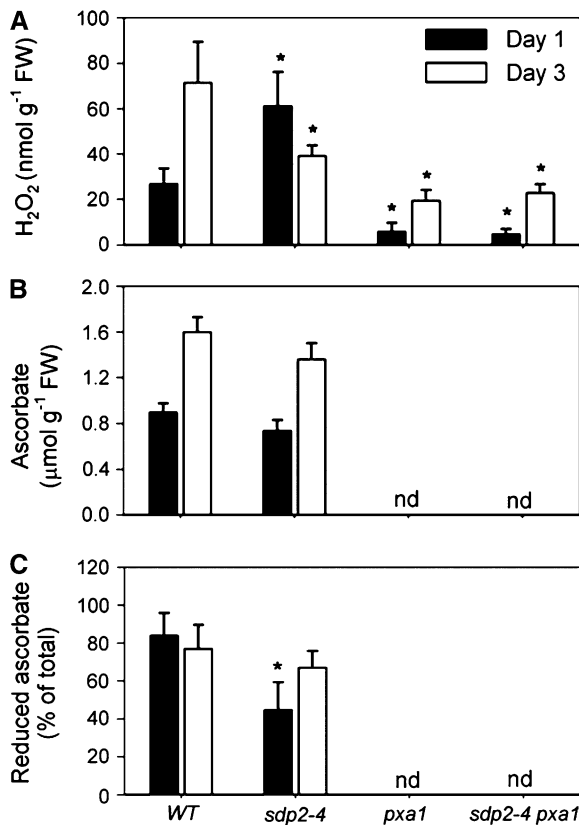 A
H₂O₂ (nmol g⁻¹ FW)
100
80
60
40
20
0
Day 1
Day 3
*
*
*
*
*
*
B
Ascorbate
(μmol g⁻¹ FW)
2.0
1.6
1.2
0.8
0.4
0.0
nd
nd
C
Reduced ascorbate
(% of total)
120
100
80
60
40
20
0
*
nd
nd
WT
sdp2-4
pxa1
sdp2-4 pxa1